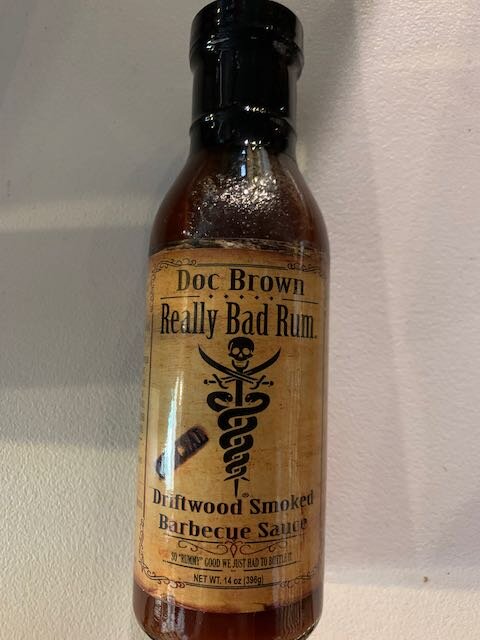 Doc Brown
Really Bad Rum
Driftwood Smoked
Barbecue Sauce
SO "RUMMY" GOOD WE JUST HAD TO BOTTLE IT
NET WT. 14 oz (396g)